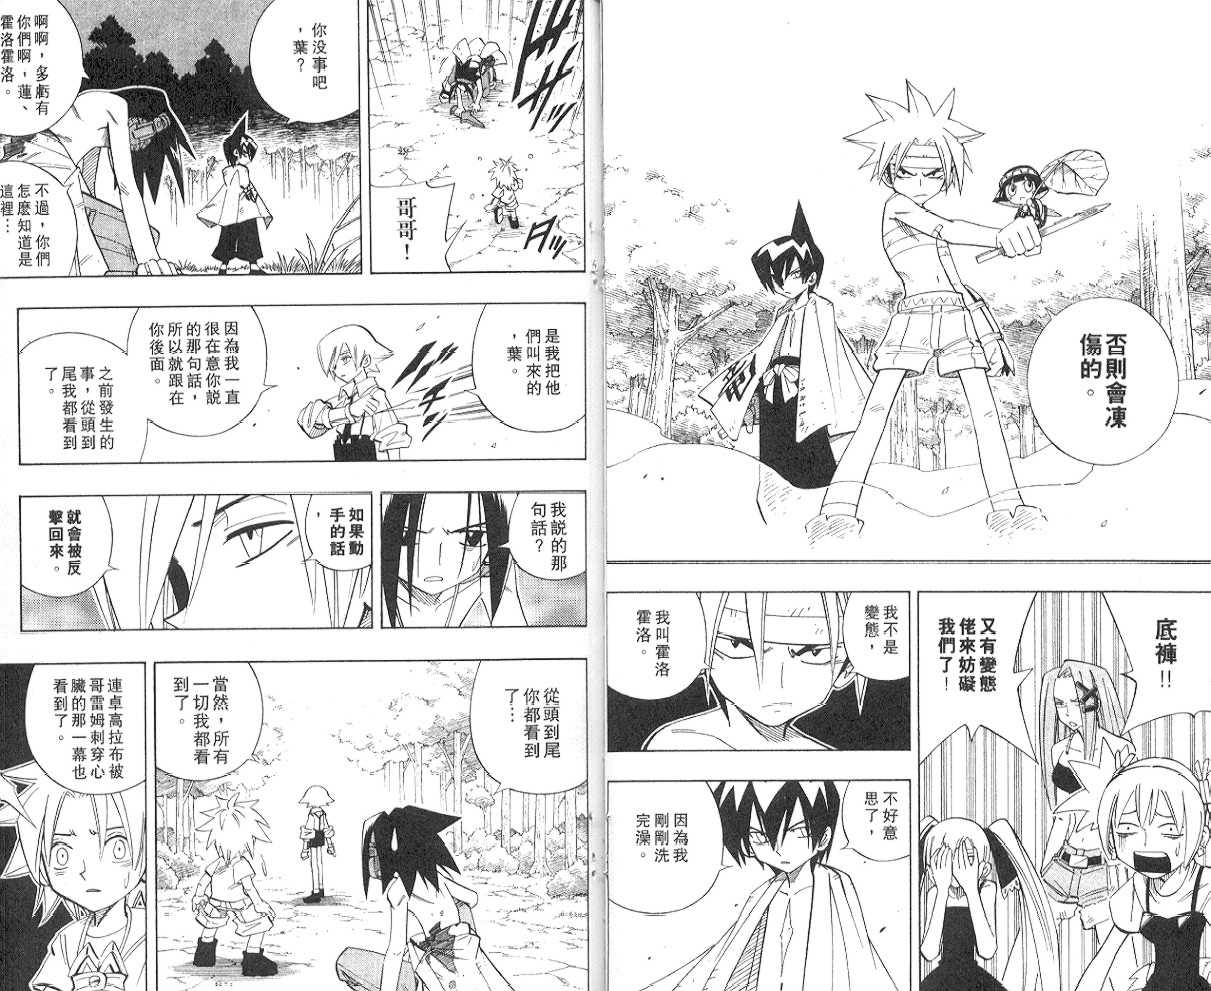 否則會凍
傷的。
底褲!!
又有變態
佬來妨礙
我們了!
我不是
變態，
我叫霍洛
霍洛。
不好意
思了，
因為我
剛剛洗
完澡。
哥哥!
你没事吧
，葉？
啊啊，多虧有
你們啊，蓮、
霍洛霍洛。
不過，你們
怎麼知道是
這裡…
是我把他
們叫來的
，葉。
因為我一直
很在意你說
的那句話，
所以就跟在
你後面。
之前發生的
事，從頭到
尾我都看到
了。
我說的那
句話？
如果動
手的話
，
就會被反
擊回來。
從頭到尾
你都看到
了…
當然，所有
一切我都看
到了。
連卓高拉布被
哥雷姆刺穿心
臟的那一幕也
看到了。